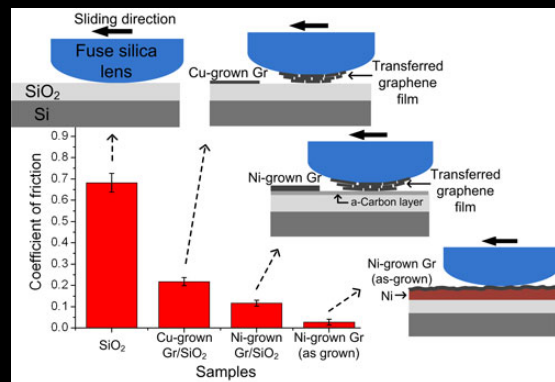 Sliding direction
Fuse silica
lens
SiO₂
Si
Cu-grown Gr
Transferred
graphene
film
Ni-grown Gr
Transferred
graphene
film
a-Carbon layer
Ni-grown Gr
(as-grown)
Ni
Coefficient of friction
0.9
0.8
0.7
0.6
0.5
0.4
0.3
0.2
0.1
0.0
SiO₂
Cu-grown
Gr/SiO₂
Ni-grown
Gr/SiO₂
Ni-grown Gr
(as grown)
Samples